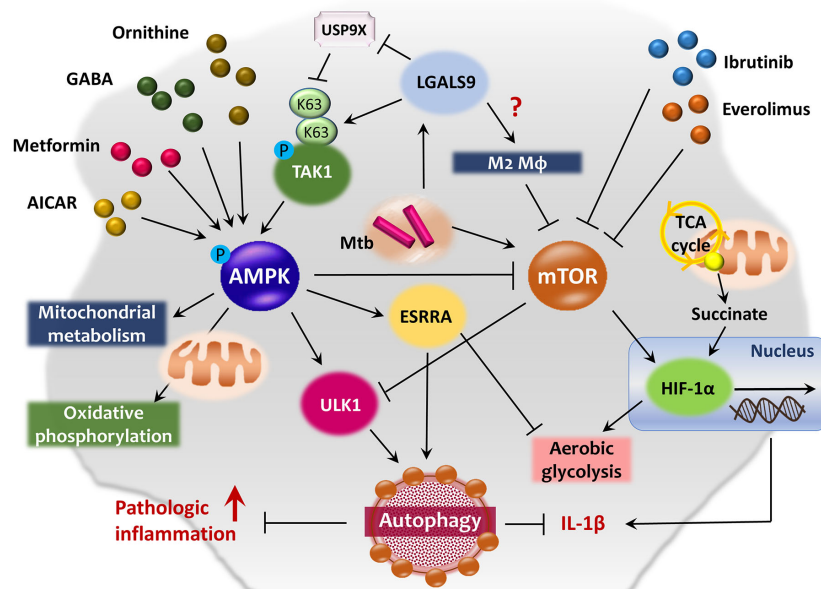 Ornithine
USP9X
GABA
LGALS9
Ibrutinib
Everolimus
K63
K63
?
Metformin
P
TAK1
M2 Mϕ
AICAR
Mtb
TCA
cycle
P
AMPK
mTOR
Mitochondrial
metabolism
ESRRA
Succinate
Nucleus
HIF-1α
ULK1
Oxidative
phosphorylation
Aerobic
glycolysis
Pathologic
inflammation
Autophagy
IL-1β